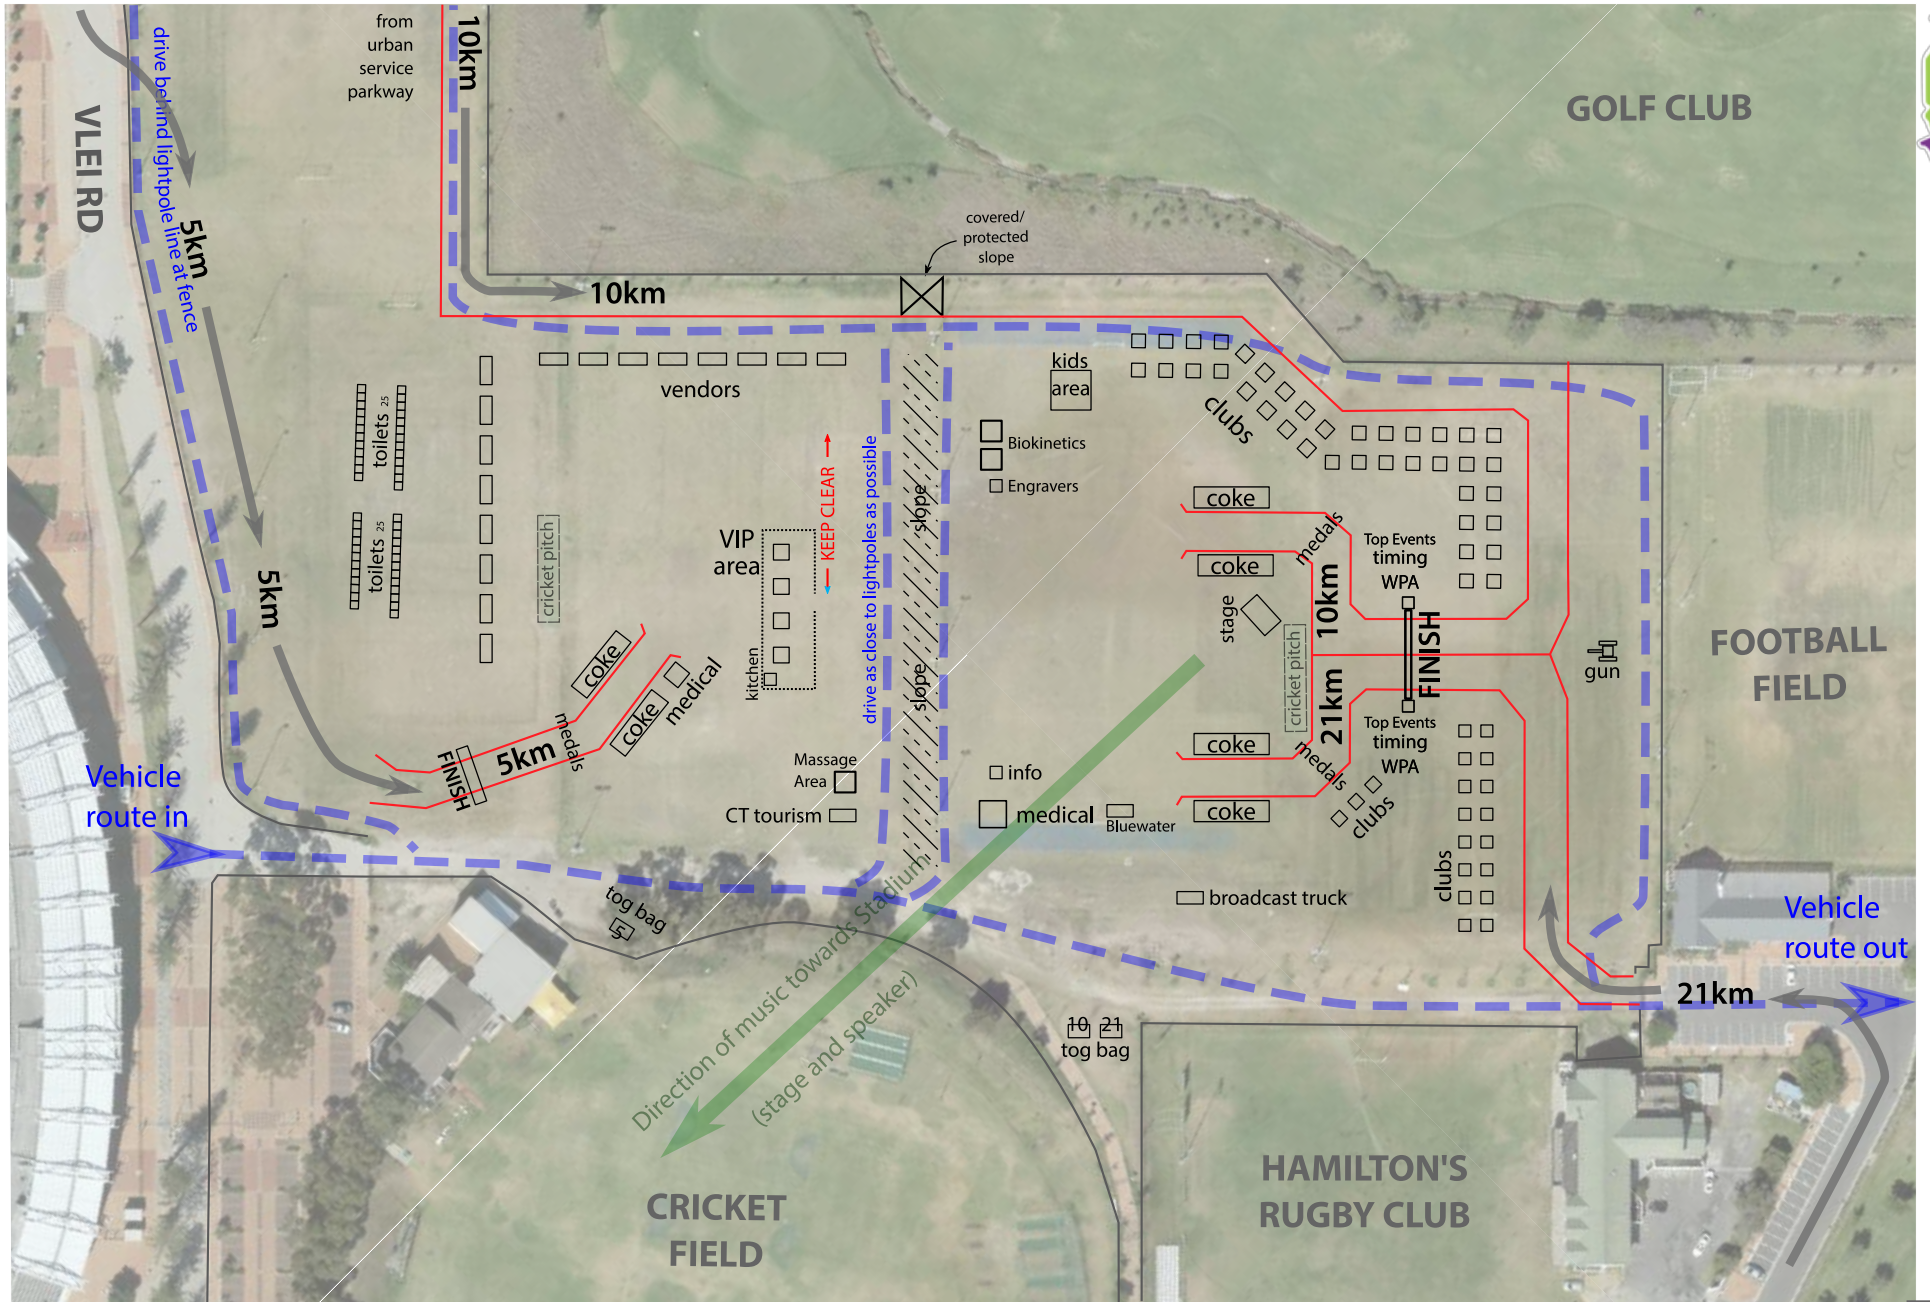 from
urban
service
parkway
10km
drive behind lightpole line at fence
VLEI RD
GOLF CLUB
5km
covered/
protected
slope
10km
vendors
kids
area
clubs
toilets 25
Biokinetics
Engravers
KEEP CLEAR
drive as close to lightpoles as possible
slope
coke
medals
Top Events
timing
WPA
toilets 25
cricket pitch
VIP
area
coke
10km
5km
stage
FINISH
gun
FOOTBALL
FIELD
coke
medical
kitchen
slope
cricket pitch
21km
coke
medals
5km
FINISH
coke
medals
Top Events
timing
WPA
Massage
Area
info
Vehicle
route in
CT tourism
medical
Bluewater
coke
clubs
clubs
broadcast truck
tog bag
5
Vehicle
route out
Direction of music towards Stadium
(stage and speaker)
21km
10 21
tog bag
CRICKET
FIELD
HAMILTON'S
RUGBY CLUB